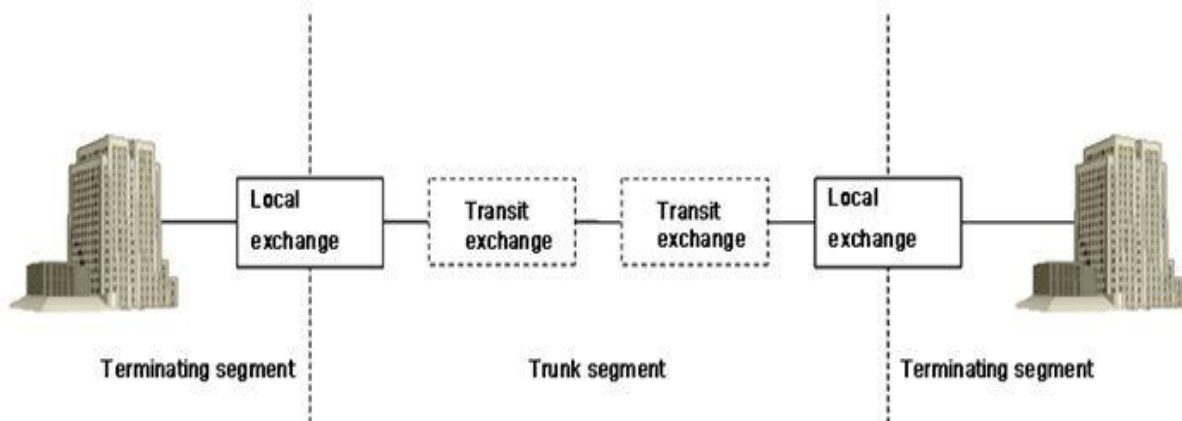 Local
exchange
Transit
exchange
Transit
exchange
Local
exchange
Terminating segment
Trunk segment
Terminating segment